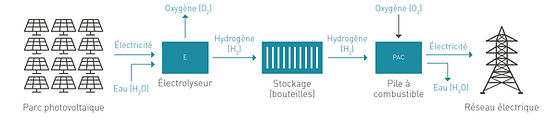 Oxygène (O₂)
Oxygène (O₂)
Électricité
Hydrogène
(H₂)
Hydrogène
(H₂)
Électricité
E
PAC
Eau (H₂O)
Électrolyseur
Stockage
(bouteilles)
Pile à
combustible
Eau (H₂O)
Parc photovoltaïque
Réseau électrique